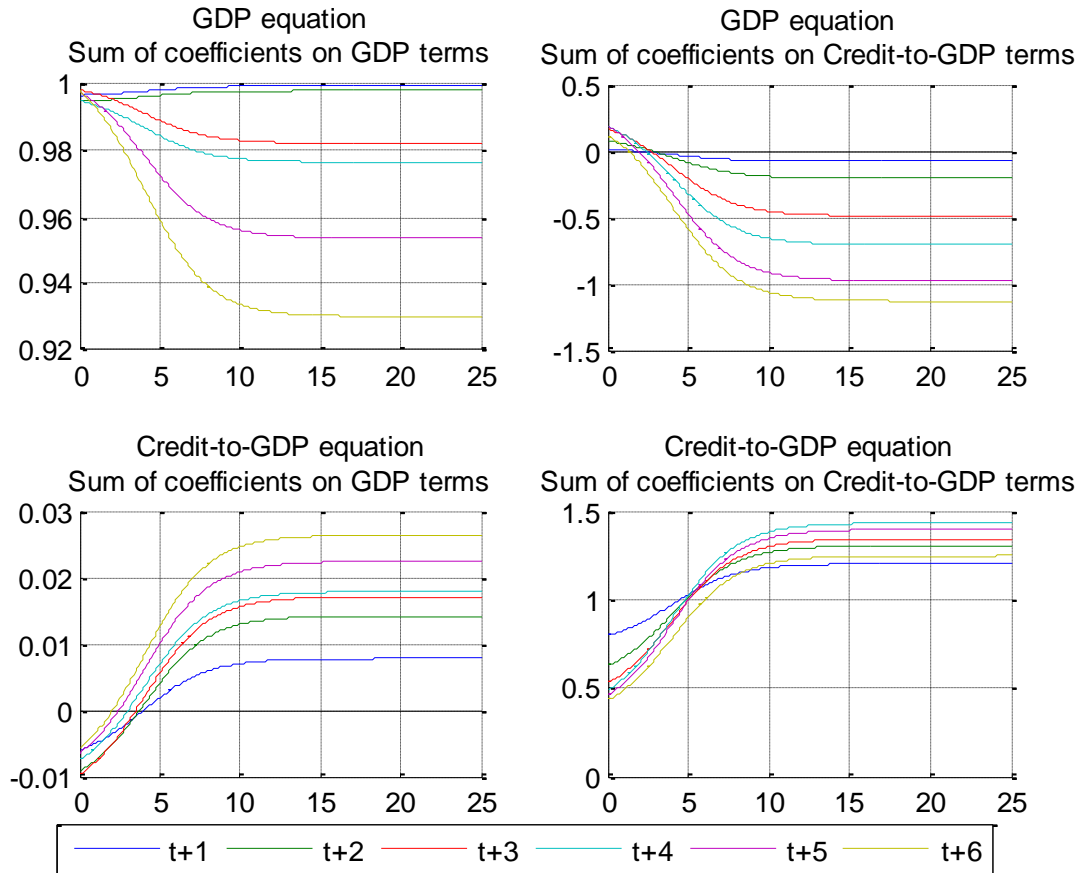 GDP equation
Sum of coefficients on GDP terms
1
0.98
0.96
0.94
0.92
0 5 10 15 20 25
GDP equation
Sum of coefficients on Credit-to-GDP terms
0.5
0
-0.5
-1
-1.5
0 5 10 15 20 25
Credit-to-GDP equation
Sum of coefficients on GDP terms
0.03
0.02
0.01
0
-0.01
0 5 10 15 20 25
Credit-to-GDP equation
Sum of coefficients on Credit-to-GDP terms
1.5
1
0.5
0
0 5 10 15 20 25
t+1 t+2 t+3 t+4 t+5 t+6